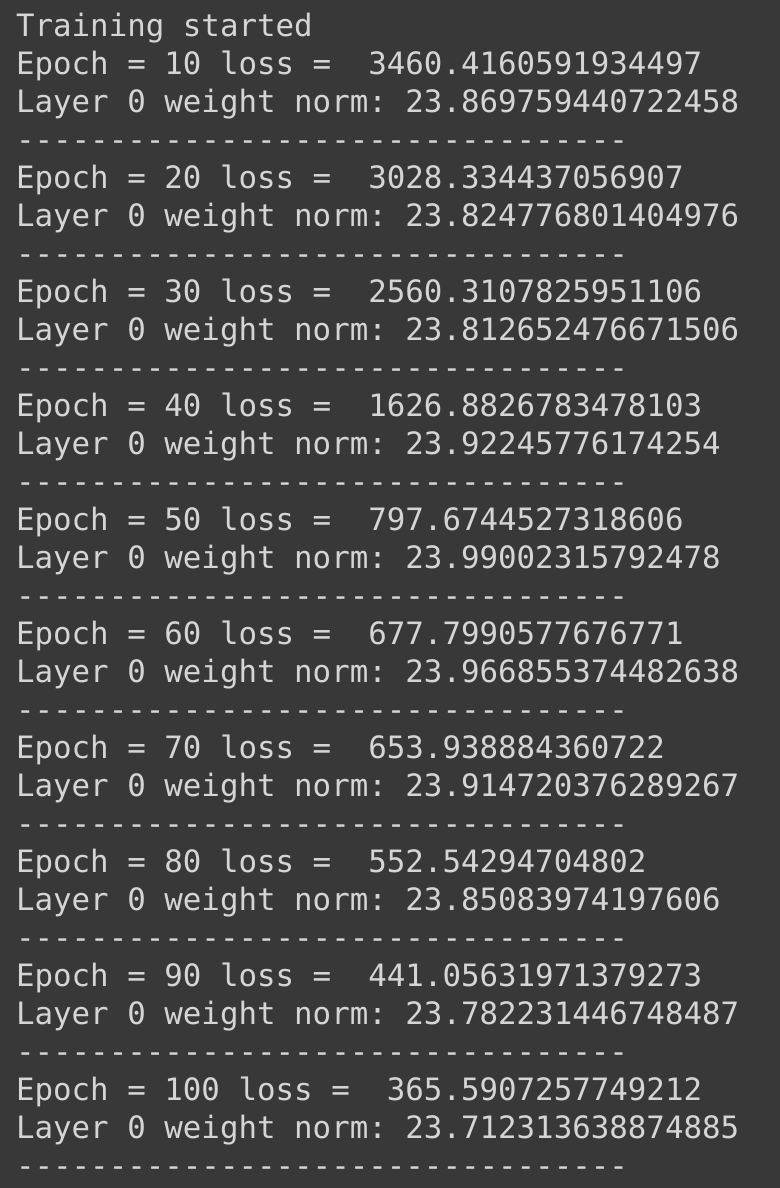 Training started
Epoch = 10 loss =  3460.4160591934497
Layer 0 weight norm: 23.869759440722458
---------------------------------
Epoch = 20 loss =  3028.334437056907
Layer 0 weight norm: 23.824776801404976
---------------------------------
Epoch = 30 loss =  2560.3107825951106
Layer 0 weight norm: 23.812652476671506
---------------------------------
Epoch = 40 loss =  1626.8826783478103
Layer 0 weight norm: 23.92245776174254
---------------------------------
Epoch = 50 loss =  797.6744527318606
Layer 0 weight norm: 23.99002315792478
---------------------------------
Epoch = 60 loss =  677.7990577676771
Layer 0 weight norm: 23.966855374482638
---------------------------------
Epoch = 70 loss =  653.938884360722
Layer 0 weight norm: 23.914720376289267
---------------------------------
Epoch = 80 loss =  552.54294704802
Layer 0 weight norm: 23.85083974197606
---------------------------------
Epoch = 90 loss =  441.05631971379273
Layer 0 weight norm: 23.782231446748487
---------------------------------
Epoch = 100 loss =  365.5907257749212
Layer 0 weight norm: 23.712313638874885
---------------------------------